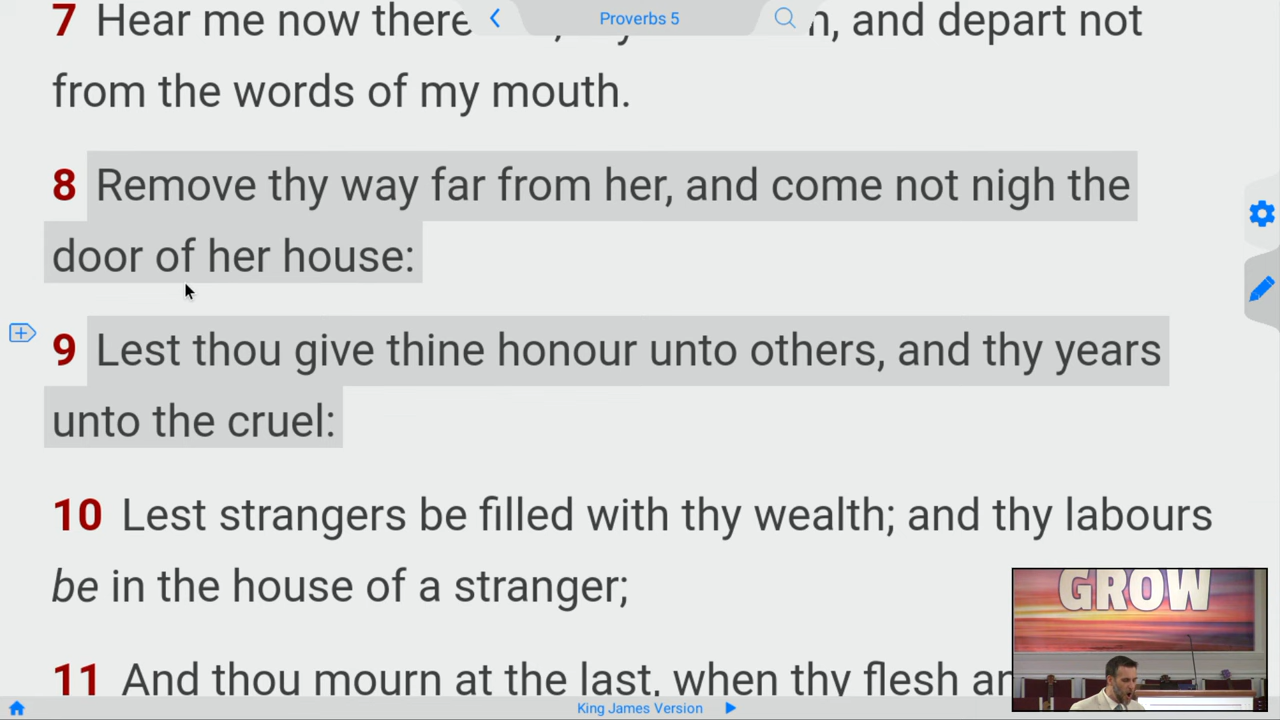 Proverbs 5
7 Hear me now there n, and depart not
from the words of my mouth.
8 Remove thy way far from her, and come not nigh the
door of her house:
9 Lest thou give thine honour unto others, and thy years
unto the cruel:
10 Lest strangers be filled with thy wealth; and thy labours
be in the house of a stranger;
11 And thou mourn at the last, when thy flesh an
GROW
King James Version